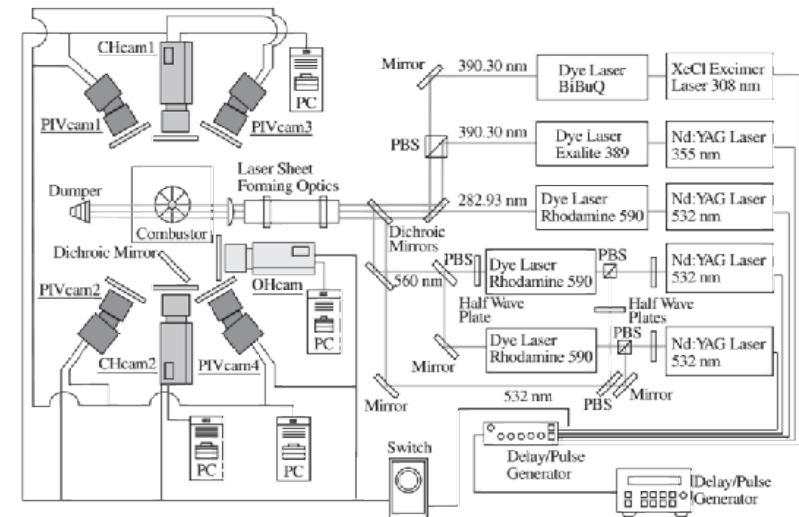 CHcam1
PC
PIVcam1
PIVcam3
Mirror
390.30 nm
Dye Laser
BiBuQ
XeCl Excimer
Laser 308 nm
PBS
390.30 nm
Dye Laser
Exalite 389
Nd:YAG Laser
355 nm
Dumper
Laser Sheet
Forming Optics
Combustor
282.93 nm
Dye Laser
Rhodamine 590
Nd:YAG Laser
532 nm
Dichroic
Mirrors
Dichroic Mirror
OHcam
560 nm
PBS
Dye Laser
Rhodamine 590
PBS
Nd:YAG Laser
532 nm
Half Wave
Plate
Half Wave
Plates
PIVcam2
PC
CHcam2
PIVcam4
Mirror
Dye Laser
Rhodamine 590
PBS
Nd:YAG Laser
532 nm
Mirror
532 nm
PBS
Mirror
PC
PC
Switch
Delay/Pulse
Generator
Delay/Pulse
Generator